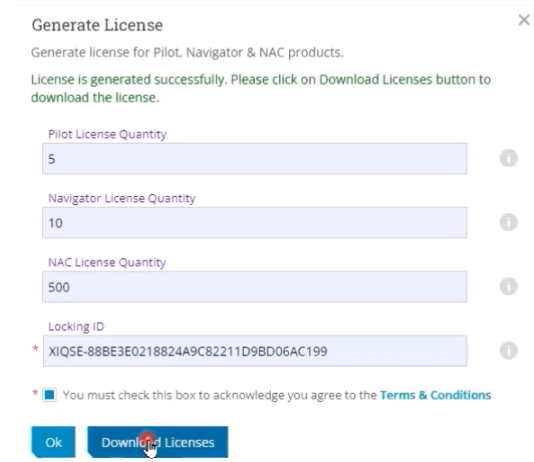 Generate License
Generate license for Pilot, Navigator & NAC products.
License is generated successfully. Please click on Download Licenses button to
download the license.
Pilot License Quantity
5
Navigator License Quantity
10
NAC License Quantity
500
Locking ID
* XIQSE-88BE3E0218824A9C82211D9BD06AC199
* You must check this box to acknowledge you agree to the Terms & Conditions
Ok
Download Licenses